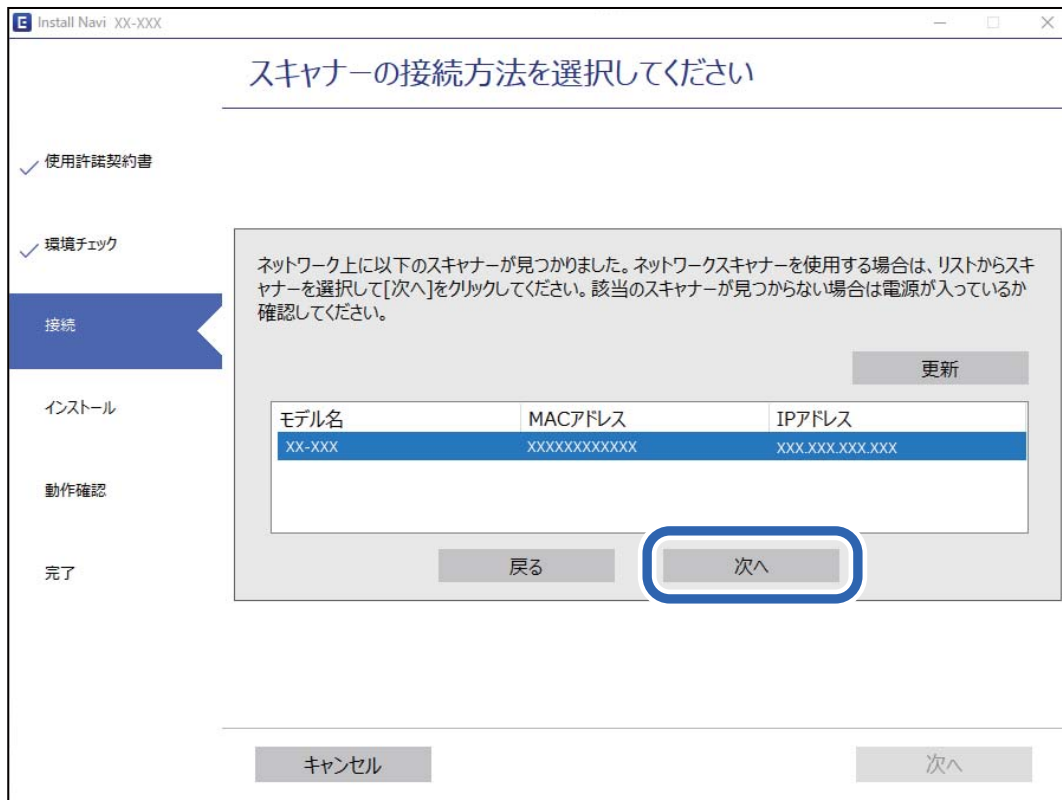 E Install Navi XX-XXX
スキャナーの接続方法を選択してください
使用許諾契約書
環境チェック
接続
インストール
動作確認
完了
ネットワーク上に以下のスキャナーが見つかりました。ネットワークスキャナーを使用する場合は、リストからスキ
ャナーを選択して[次へ]をクリックしてください。該当のスキャナーが見つからない場合は電源が入っているか
確認してください。
更新
モデル名 MACアドレス IPアドレス
XX-XXX XXXXXXXXXXXX XXX.XXX.XXX.XXX
戻る 次へ
キャンセル 次へ